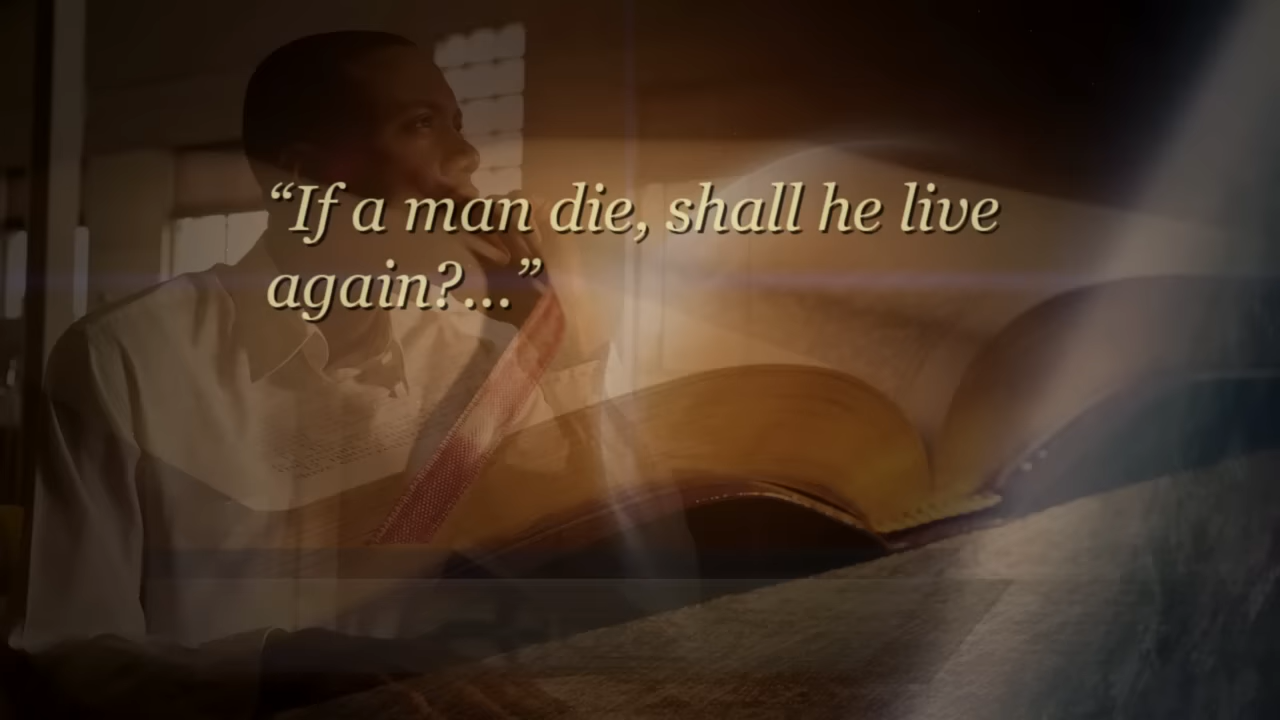 “If a man die, shall he live
again?...”